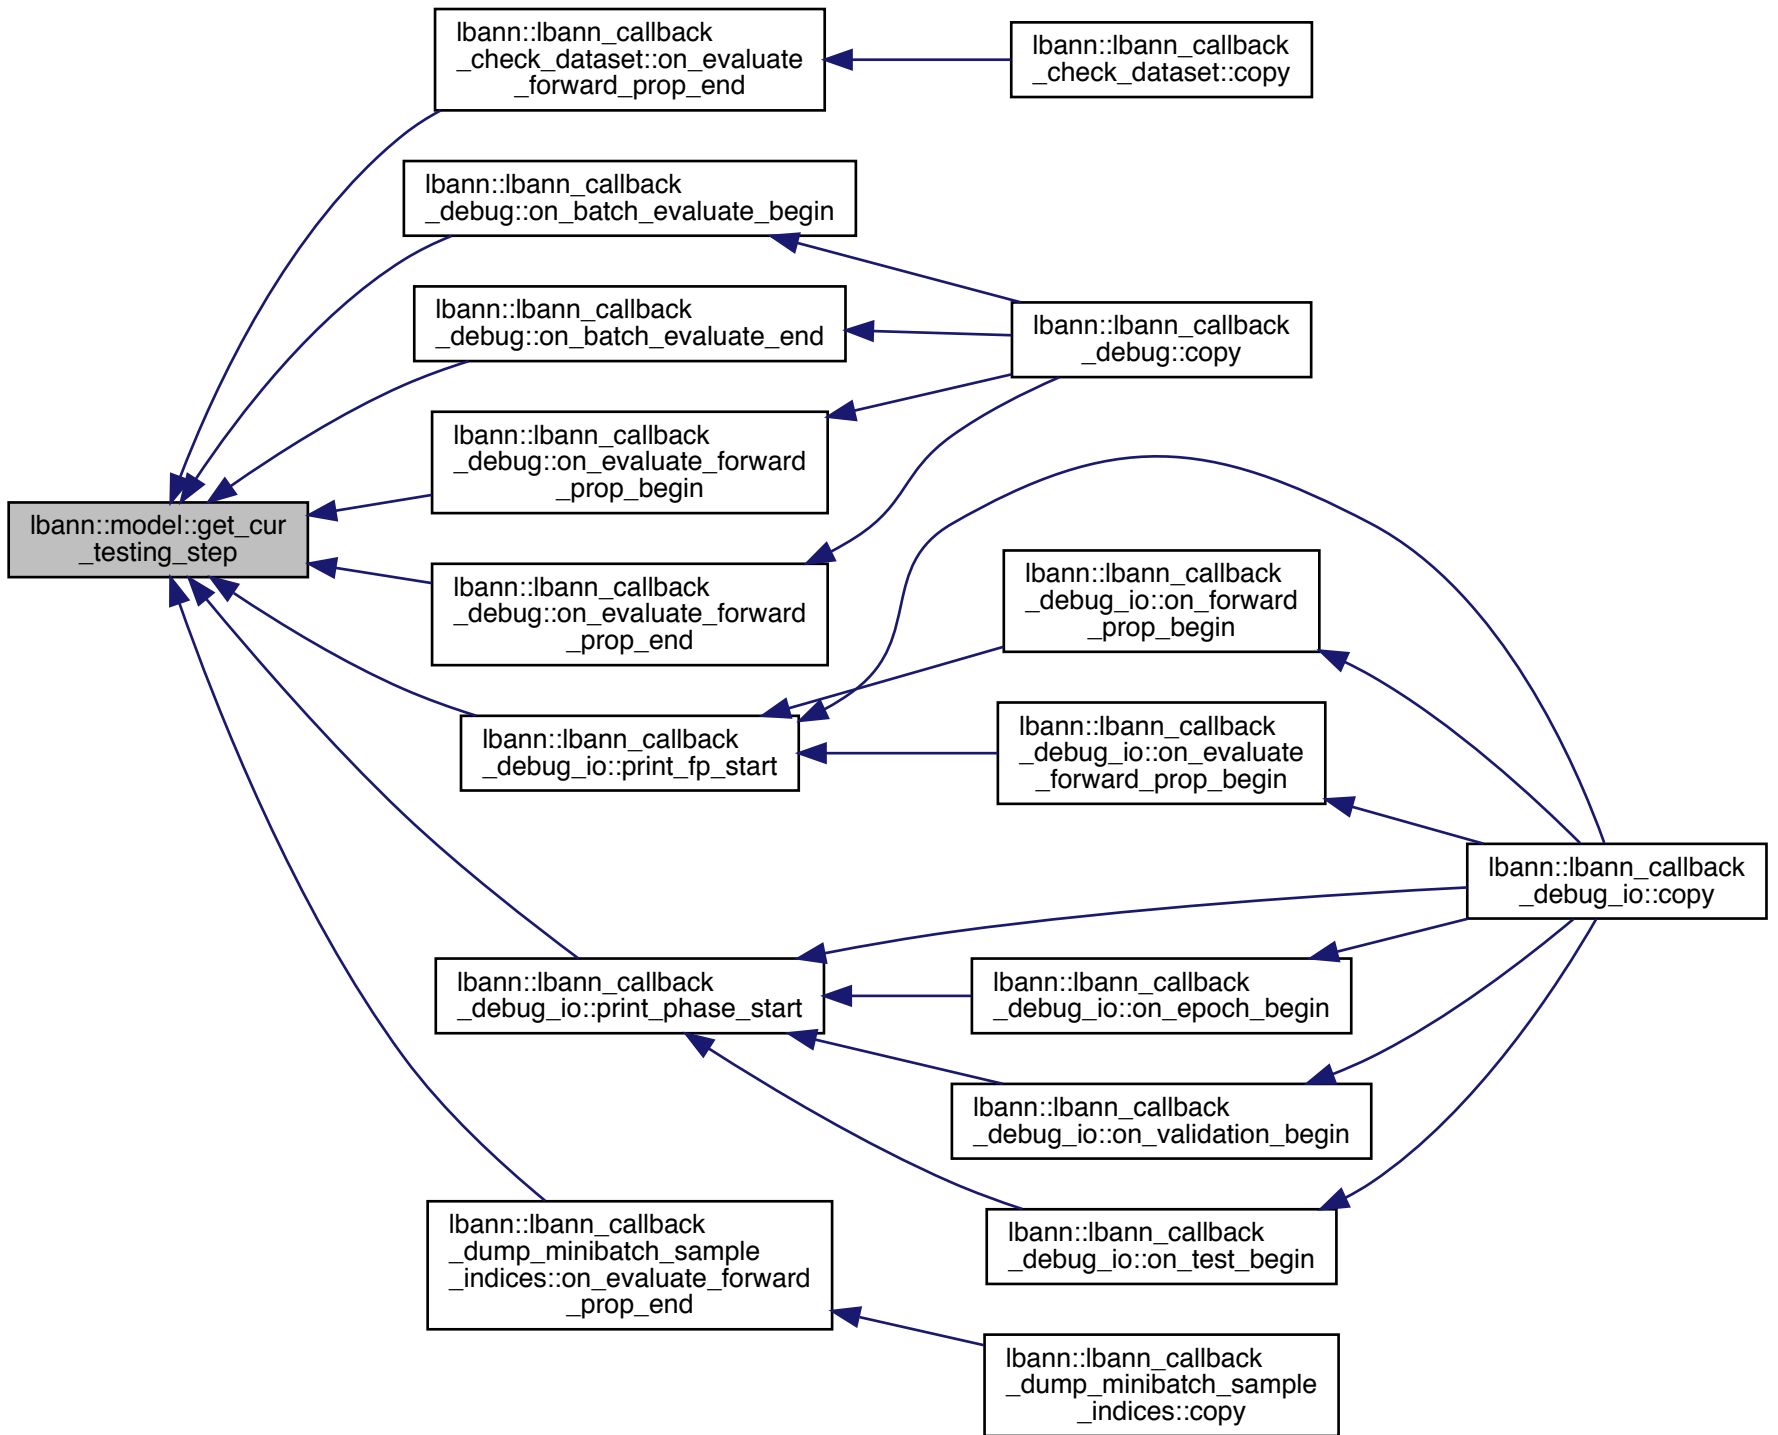 lbann::lbann_callback
_check_dataset::on_evaluate
_forward_prop_end
lbann::lbann_callback
_check_dataset::copy
lbann::lbann_callback
_debug::on_batch_evaluate_begin
lbann::lbann_callback
_debug::on_batch_evaluate_end
lbann::lbann_callback
_debug::copy
lbann::lbann_callback
_debug::on_evaluate_forward
_prop_begin
lbann::model::get_cur
_testing_step
lbann::lbann_callback
_debug::on_evaluate_forward
_prop_end
lbann::lbann_callback
_debug_io::on_forward
_prop_begin
lbann::lbann_callback
_debug_io::print_fp_start
lbann::lbann_callback
_debug_io::on_evaluate
_forward_prop_begin
lbann::lbann_callback
_debug_io::copy
lbann::lbann_callback
_debug_io::print_phase_start
lbann::lbann_callback
_debug_io::on_epoch_begin
lbann::lbann_callback
_debug_io::on_validation_begin
lbann::lbann_callback
_debug_io::on_test_begin
lbann::lbann_callback
_dump_minibatch_sample
_indices::on_evaluate_forward
_prop_end
lbann::lbann_callback
_dump_minibatch_sample
_indices::copy